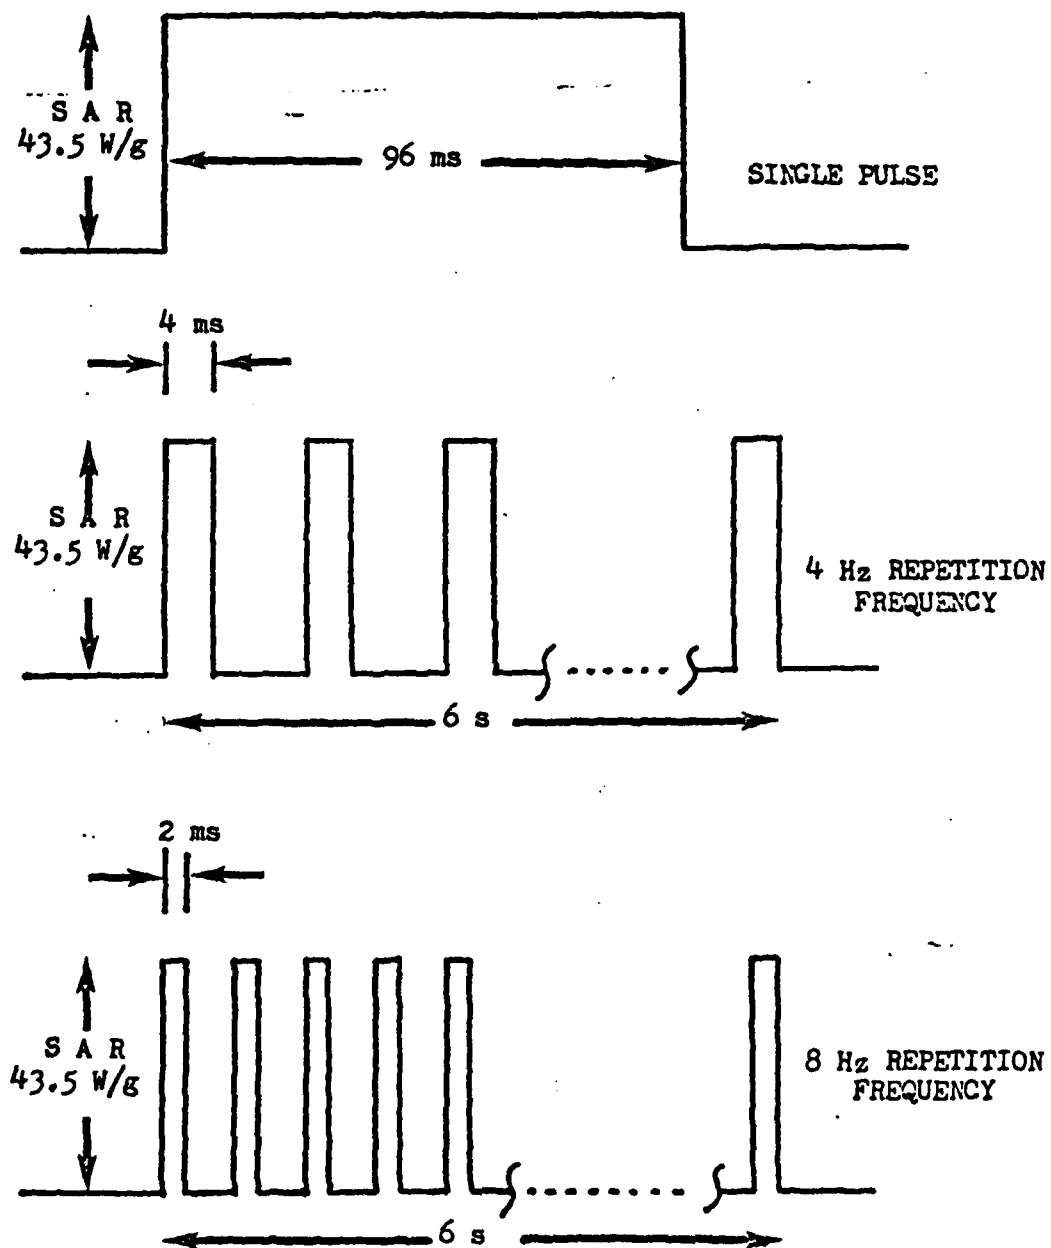 S A R
43.5 W/g
96 ms
SINGLE PULSE
4 ms
S A R
43.5 W/g
4 Hz REPETITION
FREQUENCY
6 s
2 ms
S A R
43.5 W/g
8 Hz REPETITION
FREQUENCY
6 s